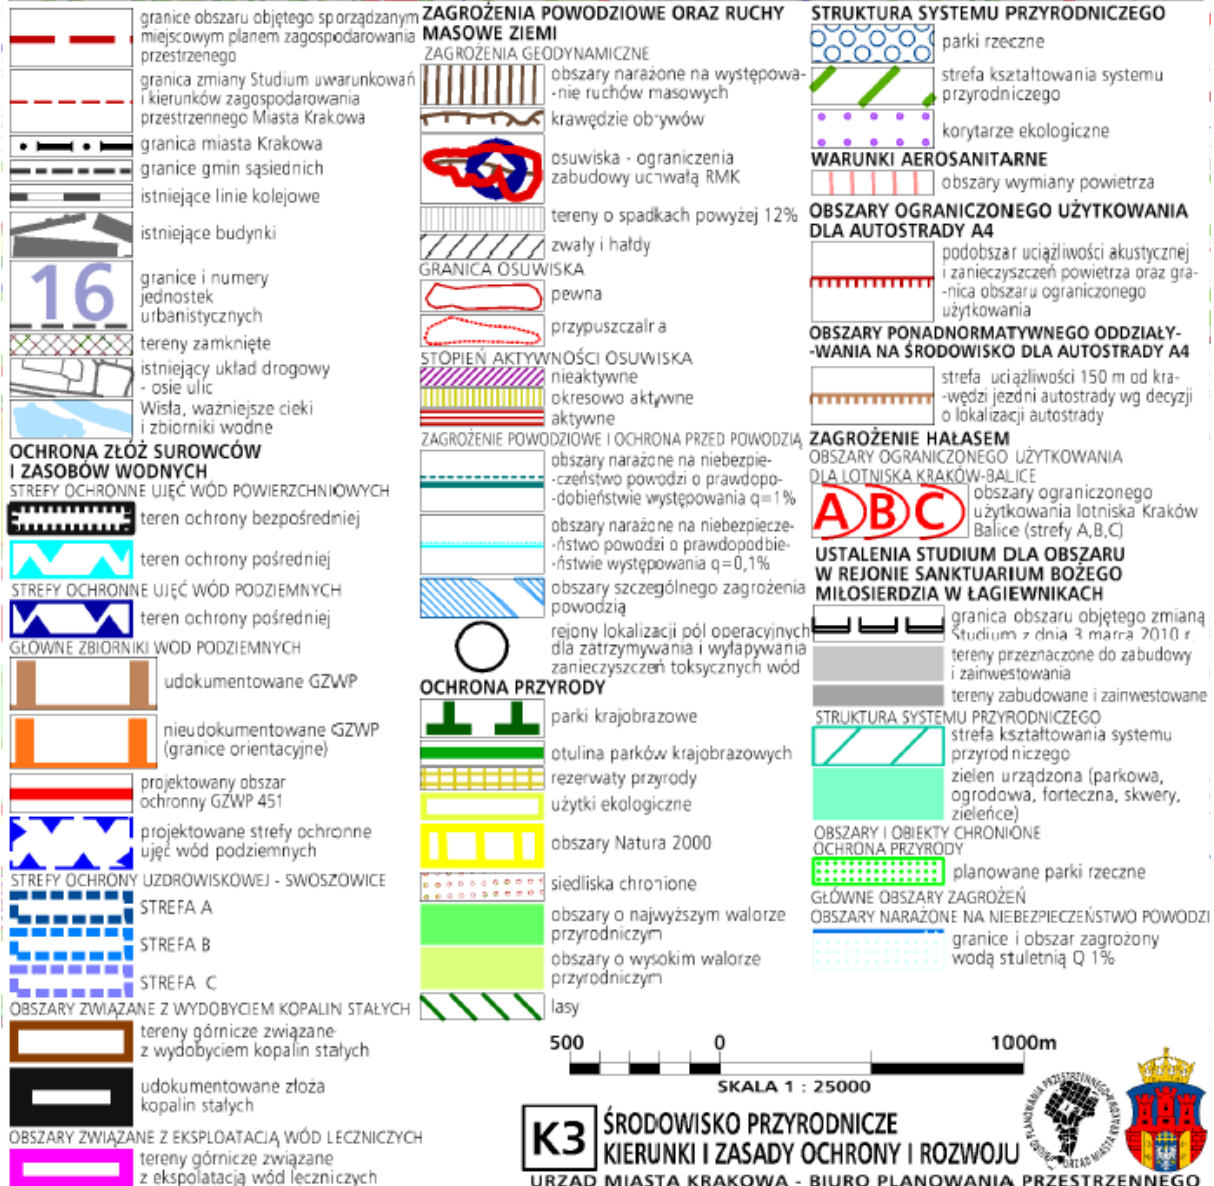 granice obszaru objętego sporządzanym
miejscowym planem zagospodarowania
przestrzenego
granica zmiany Studium uwarunkowań
i kierunków zagospodarowania
przestrzennego Miasta Krakowa
granica miasta Krakowa
granice gmin sąsiednich
istniejące linie kolejowe
istniejące budynki
16
granice i numery
jednostek
urbanistycznych
tereny zamknięte
istniejący układ drogowy
- osie ulic
Wisła, ważniejsze cieki
i zbiorniki wodne
OCHRONA ZŁÓŻ SUROWCÓW
I ZASOBÓW WODNYCH
STREFY OCHRONNE UJĘĆ WÓD POWIERZCHNIOWYCH
teren ochrony bezpośredniej
teren ochrony pośredniej
STREFY OCHRONNE UJĘĆ WÓD PODZIEMNYCH
teren ochrony pośredniej
GŁÓWNE ZBIORNIKI WÓD PODZIEMNYCH
udokumentowane GZWP
nieudokumentowane GZWP
(granice orientacyjne)
projektowany obszar
ochronny GZWP 451
projektowane strefy ochronne
ujęć wód podziemnych
STREFY OCHRONY UZDROWISKOWEJ - SWOSZOWICE
STREFA A
STREFA B
STREFA C
OBSZARY ZWIĄZANE Z WYDOBYCIEM KOPALIN STAŁYCH
tereny górnicze związane
z wydobyciem kopalin stałych
udokumentowane złoża
kopalin stałych
OBSZARY ZWIĄZANE Z EKSPLOATACJĄ WÓD LECZNICZYCH
tereny górnicze związane
z ekspolatacją wód leczniczych
ZAGROŻENIA POWODZIOWE ORAZ RUCHY
MASOWE ZIEMI
ZAGROŻENIA GEODYNAMICZNE
obszary narażone na występowa-
-nie ruchów masowych
krawędzie obrywów
osuwiska - ograniczenia
zabudowy uchwałą RMK
tereny o spadkach powyżej 12%
zwały i hałdy
GRANICA OSUWISKA
pewna
przypuszczalna
STOPIEŃ AKTYWNOŚCI OSUWISKA
nieaktywne
okresowo aktywne
aktywne
ZAGROŻENIE POWODZIOWE I OCHRONA PRZED POWODZIĄ
obszary narażone na niebezpie-
-czeństwo powodzi o prawdopo-
-dobieństwie występowania q=1%
obszary narażone na niebezpiecze-
-ństwo powodzi o prawdopodbie-
-ństwie występowania q=0,1%
obszary szczególnego zagrożenia
powodzią
rejony lokalizacji pól operacyjnych
dla zatrzymywania i wyłapywania
zanieczyszczeń toksycznych wód
OCHRONA PRZYRODY
parki krajobrazowe
otulina parków krajobrazowych
rezerwaty przyrody
użytki ekologiczne
obszary Natura 2000
siedliska chronione
obszary o najwyższym walorze
przyrodniczym
obszary o wysokim walorze
przyrodniczym
lasy
STRUKTURA SYSTEMU PRZYRODNICZEGO
parki rzeczne
strefa kształtowania systemu
przyrodniczego
korytarze ekologiczne
WARUNKI AEROSANITARNE
obszary wymiany powietrza
OBSZARY OGRANICZONEGO UŻYTKOWANIA
DLA AUTOSTRADY A4
podobszar uciążliwości akustycznej
i zanieczyszczeń powietrza oraz gra-
-nica obszaru ograniczonego
użytkowania
OBSZARY PONADNORMATYWNEGO ODDZIAŁY-
-WANIA NA ŚRODOWISKO DLA AUTOSTRADY A4
strefa uciążliwości 150 m od kra-
-wędzi jezdni autostrady wg decyzji
o lokalizacji autostrady
ZAGROŻENIE HAŁASEM
OBSZARY OGRANICZONEGO UŻYTKOWANIA
DLA LOTNISKA KRAKÓW-BALICE
A B C
obszary ograniczonego
użytkowania lotniska Kraków
Balice (strefy A,B,C)
USTALENIA STUDIUM DLA OBSZARU
W REJONIE SANKTUARIUM BOŻEGO
MIŁOSIERDZIA W ŁAGIEWNIKACH
granica obszaru objętego zmianą
Studium z dnia 3 marca 2010 r.
tereny przeznaczone do zabudowy
i zainwestowania
tereny zabudowane i zainwestowane
STRUKTURA SYSTEMU PRZYRODNICZEGO
strefa kształtowania systemu
przyrodniczego
zieleń urządzona (parkowa,
ogrodowa, forteczna, skwery,
zieleńce)
OBSZARY I OBIEKTY CHRONIONE
OCHRONA PRZYRODY
planowane parki rzeczne
GŁÓWNE OBSZARY ZAGROŻEŃ
OBSZARY NARAŻONE NA NIEBEZPIECZEŃSTWO POWODZI
granice i obszar zagrożony
wodą stuletnią Q 1%
500 0 1000m
SKALA 1 : 25000
K3
ŚRODOWISKO PRZYRODNICZE
KIERUNKI I ZASADY OCHRONY I ROZWOJU
URZĄD MIASTA KRAKOWA - BIURO PLANOWANIA PRZESTRZENNEGO